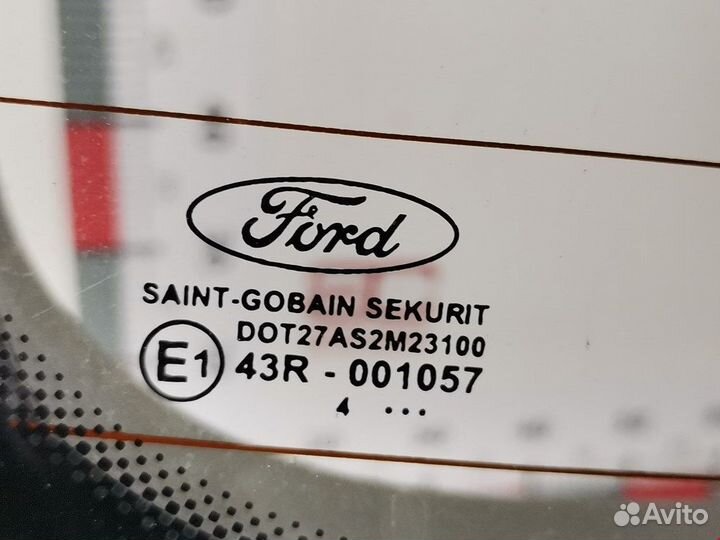 Ford
SAINT-GOBAIN SEKURIT
DOT27AS2M23100
E1 43R - 001057
4 ...
Avito